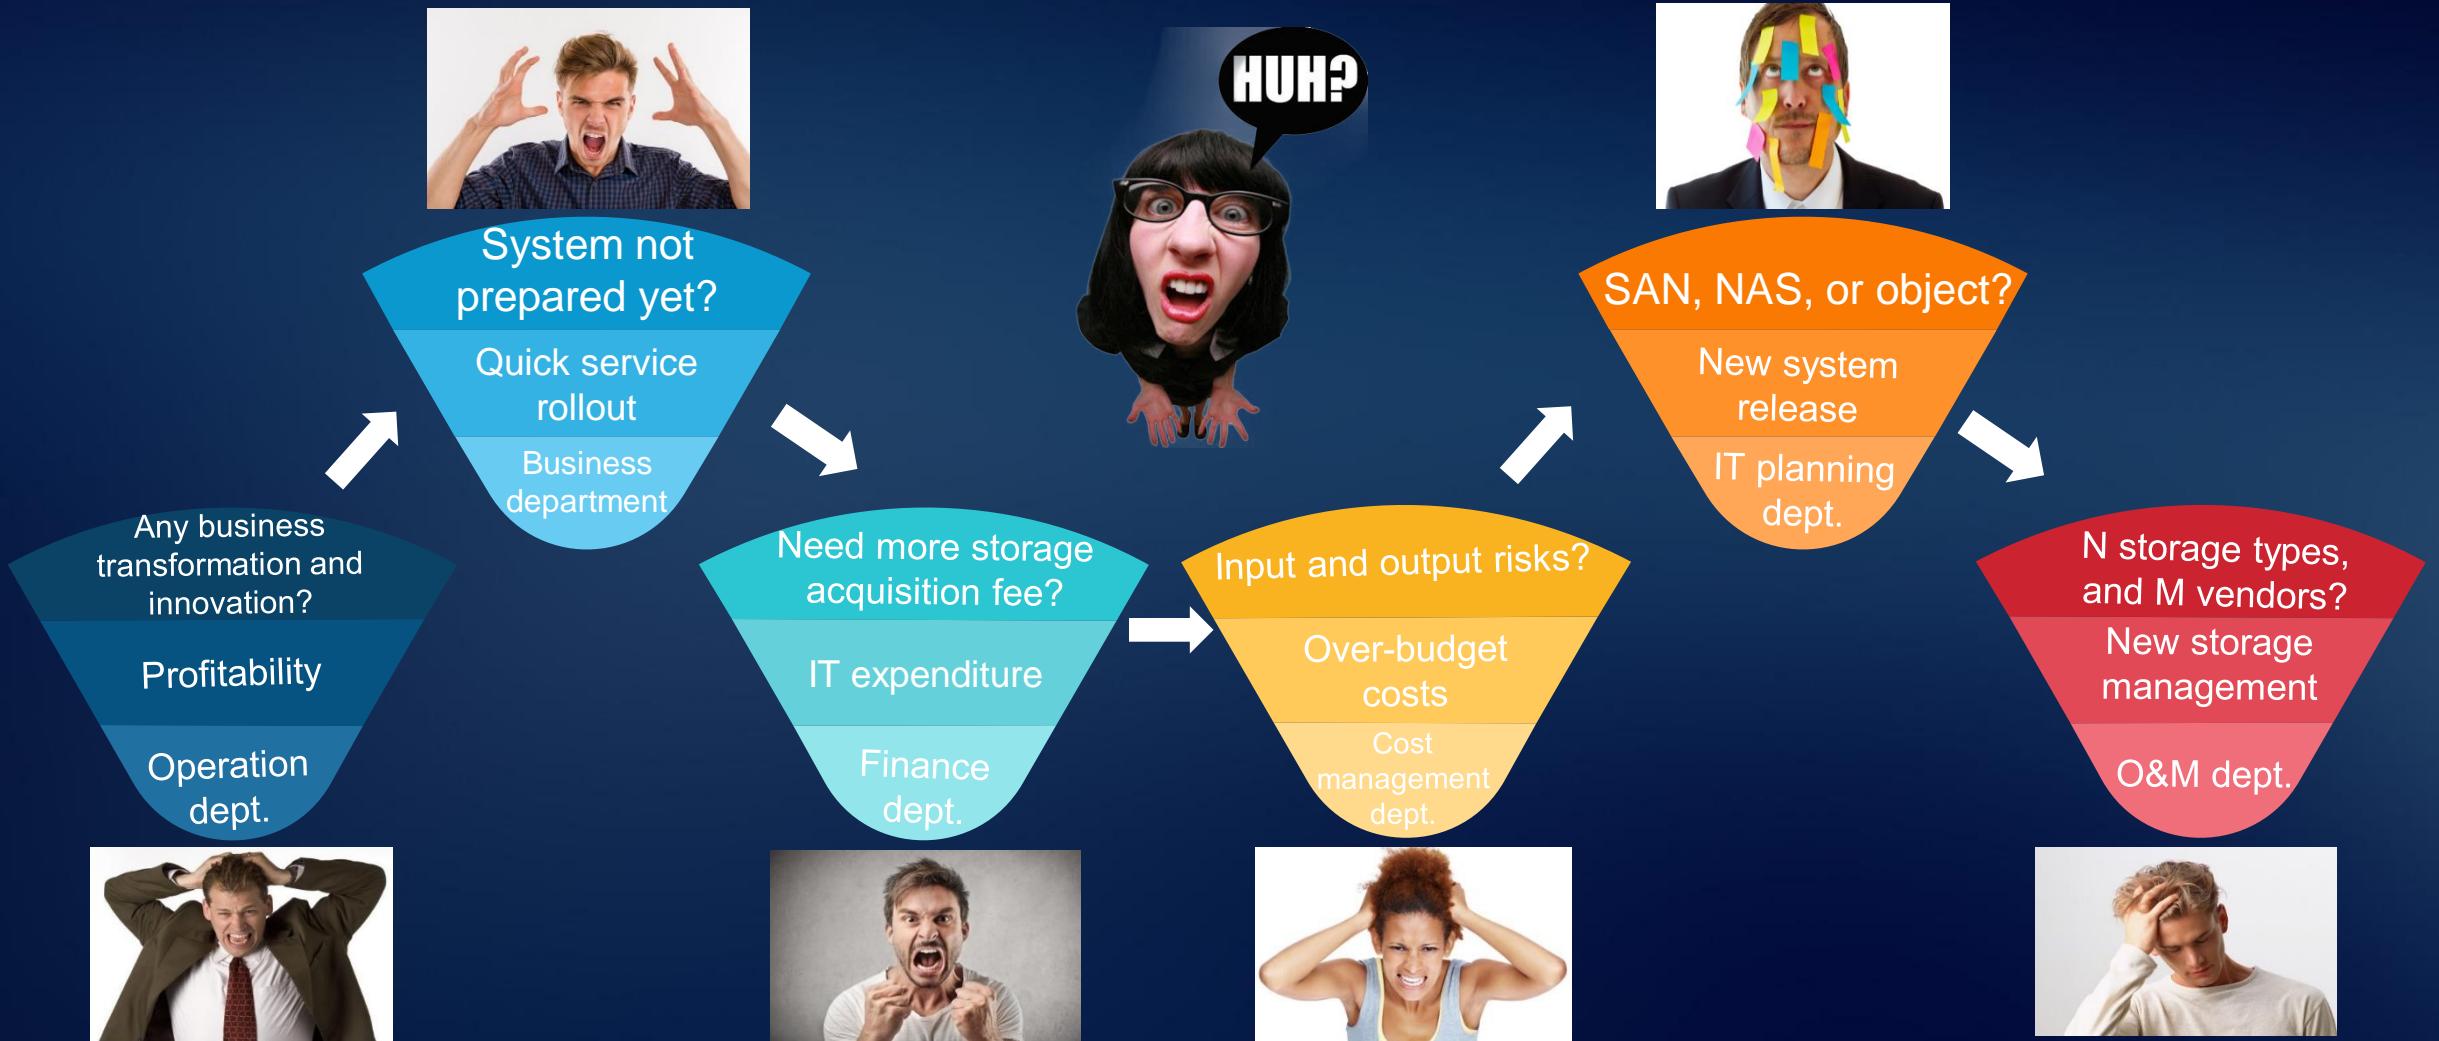 HUH?
Any business
transformation and
innovation?
Profitability
Operation
dept.
System not
prepared yet?
Quick service
rollout
Business
department
Need more storage
acquisition fee?
IT expenditure
Finance
dept.
Input and output risks?
Over-budget
costs
Cost
management
dept.
SAN, NAS, or object?
New system
release
IT planning
dept.
N storage types,
and M vendors?
New storage
management
O&M dept.